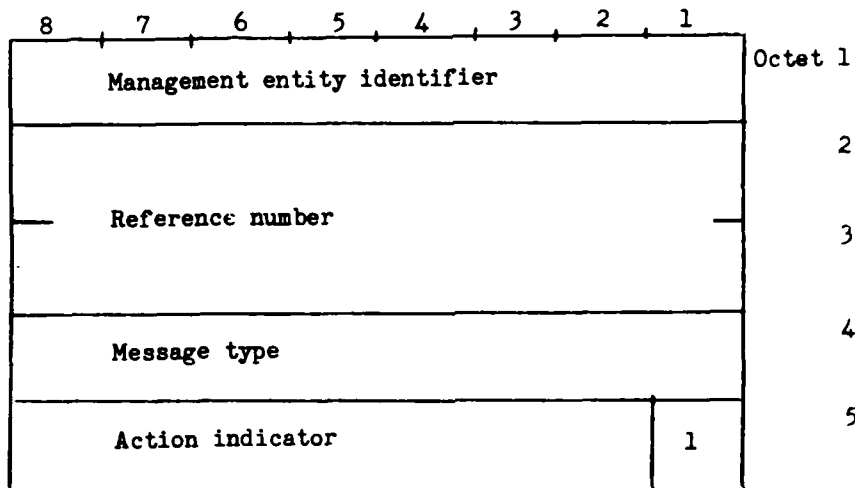 8 7 6 5 4 3 2 1
Octet 1
Management entity identifier
2
Reference number
3
4
Message type
5
Action indicator 1